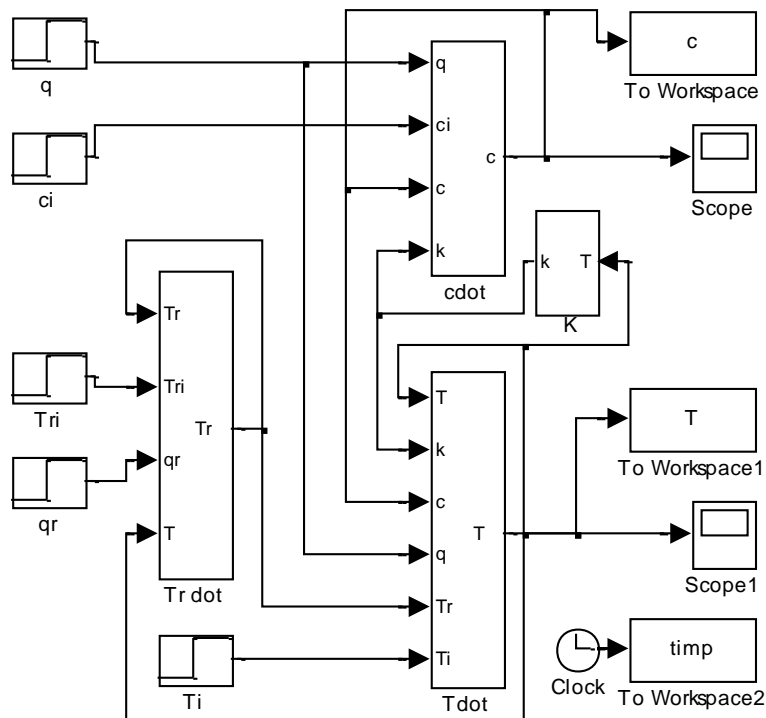 q
ci
Tri
qr
Tr
Tri
qr
T
Tr
Tr dot
Ti
q
ci
c
k
c
cdot
k
T
K
T
k
c
q
Tr
Ti
T
Tdot
c
To Workspace
Scope
T
To Workspace1
Scope1
Clock
timp
To Workspace2